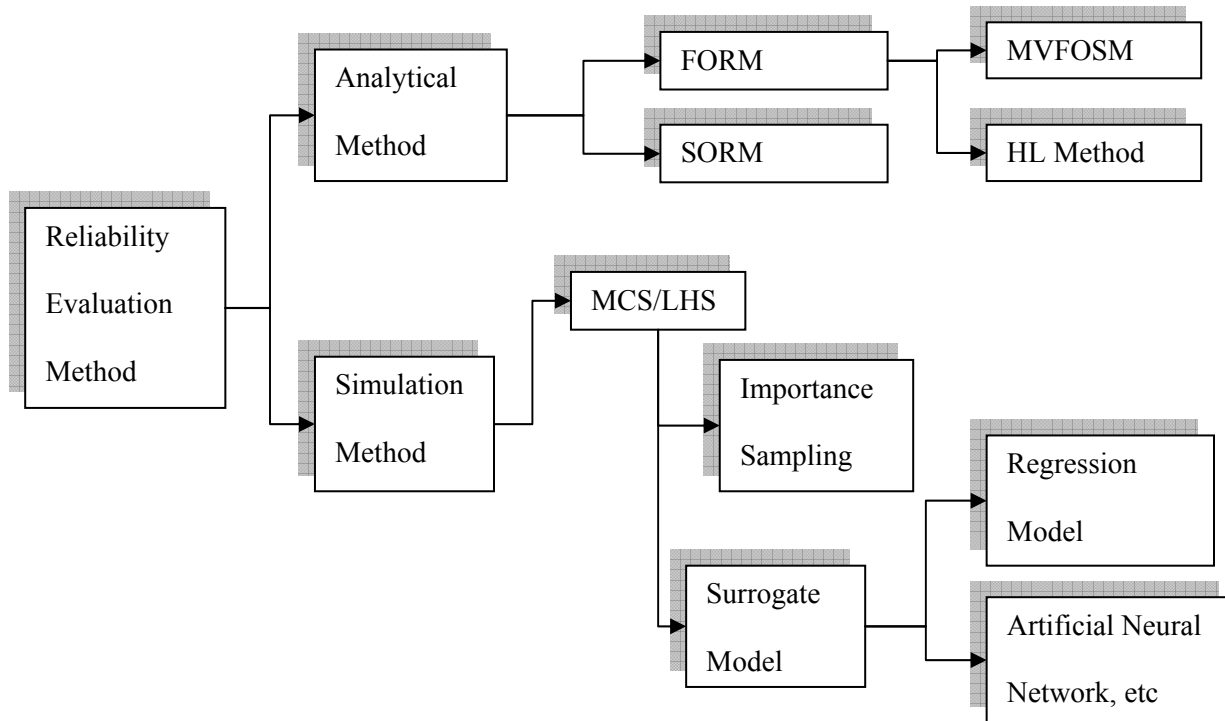 Reliability
Evaluation
Method
Analytical
Method
FORM
SORM
MVFOSM
HL Method
Simulation
Method
MCS/LHS
Importance
Sampling
Surrogate
Model
Regression
Model
Artificial Neural
Network, etc